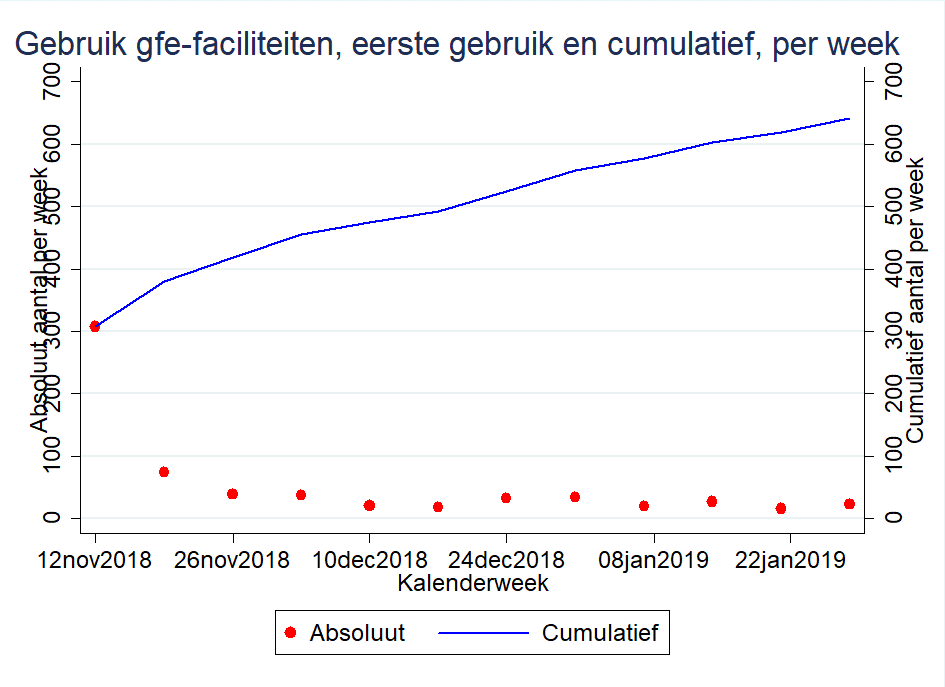 Gebruik gfe-faciliteiten, eerste gebruik en cumulatief, per week
700
600
500
400
300
200
100
0
Absoluut aantal per week
700
600
500
400
300
200
100
0
Cumulatief aantal per week
12nov2018 26nov2018 10dec2018 24dec2018 08jan2019 22jan2019
Kalenderweek
Absoluut Cumulatief